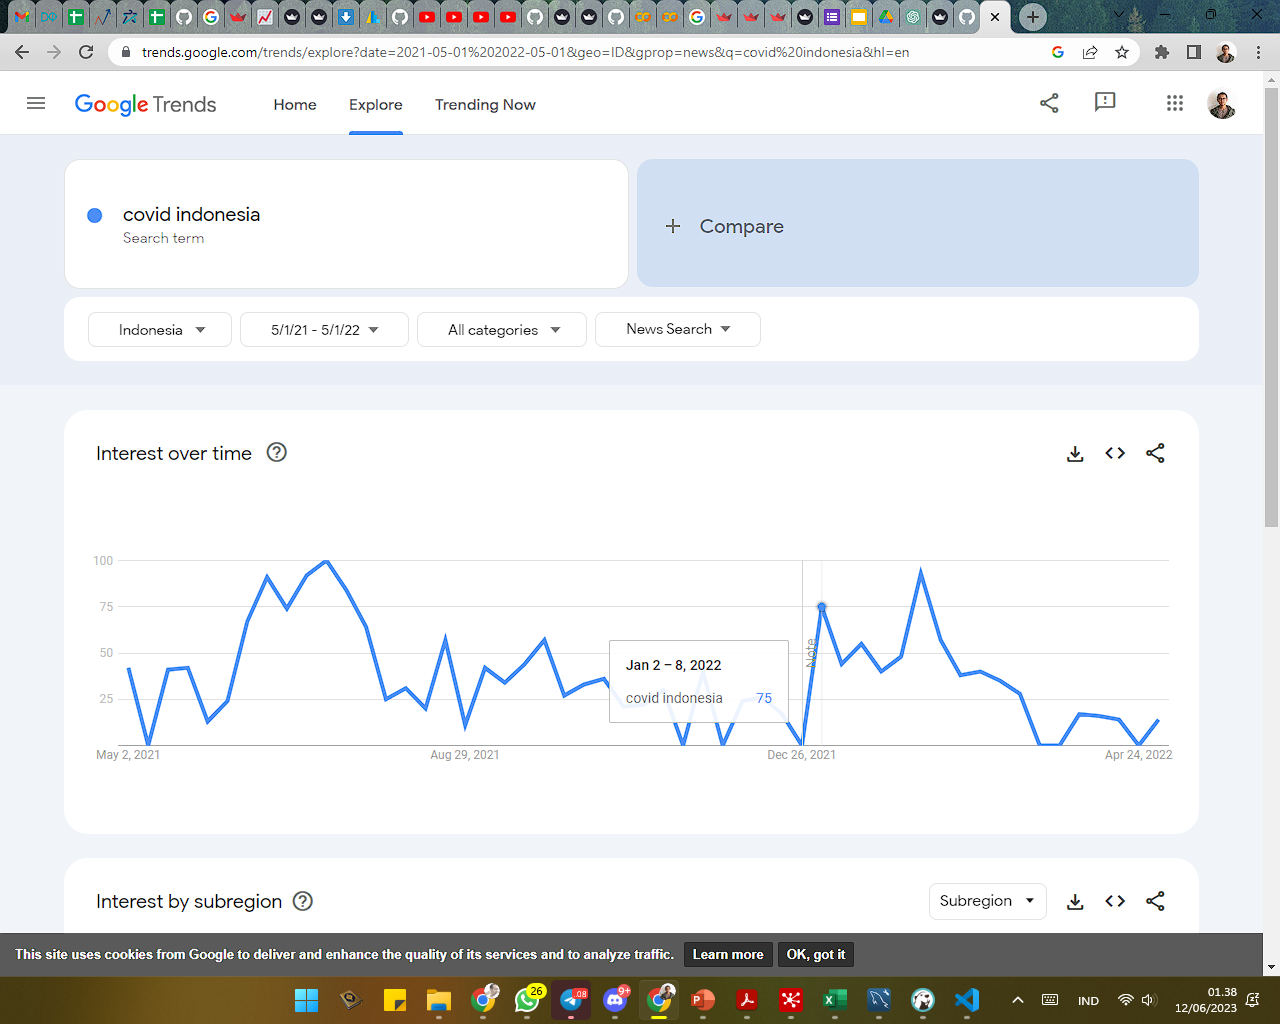 trends.google.com/trends/explore?date=2021-05-01%202022-05-01&geo=ID&gprop=news&q=covid%20indonesia&hl=en
Google Trends
Home
Explore
Trending Now
covid indonesia
Search term
+ Compare
Indonesia
5/1/21 - 5/1/22
All categories
News Search
Interest over time
100
75
50
25
Note
Jan 2 – 8, 2022
covid indonesia 75
May 2, 2021
Aug 29, 2021
Dec 26, 2021
Apr 24, 2022
Interest by subregion
Subregion
This site uses cookies from Google to deliver and enhance the quality of its services and to analyze traffic.
Learn more
OK, got it
26
.08
9+
IND
01.38
12/06/2023